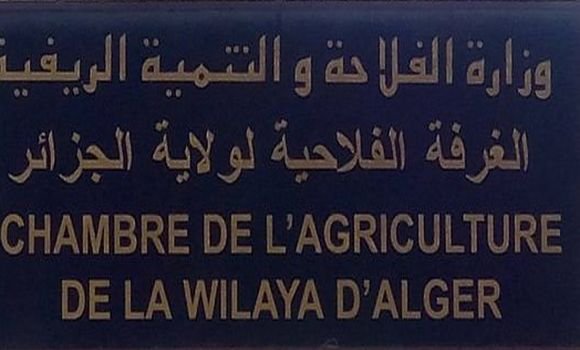 وزارة الفلاحة و التنمية الريفية
الغرفة الفلاحية لولاية الجزائر
CHAMBRE DE L'AGRICULTURE
DE LA WILAYA D'ALGER